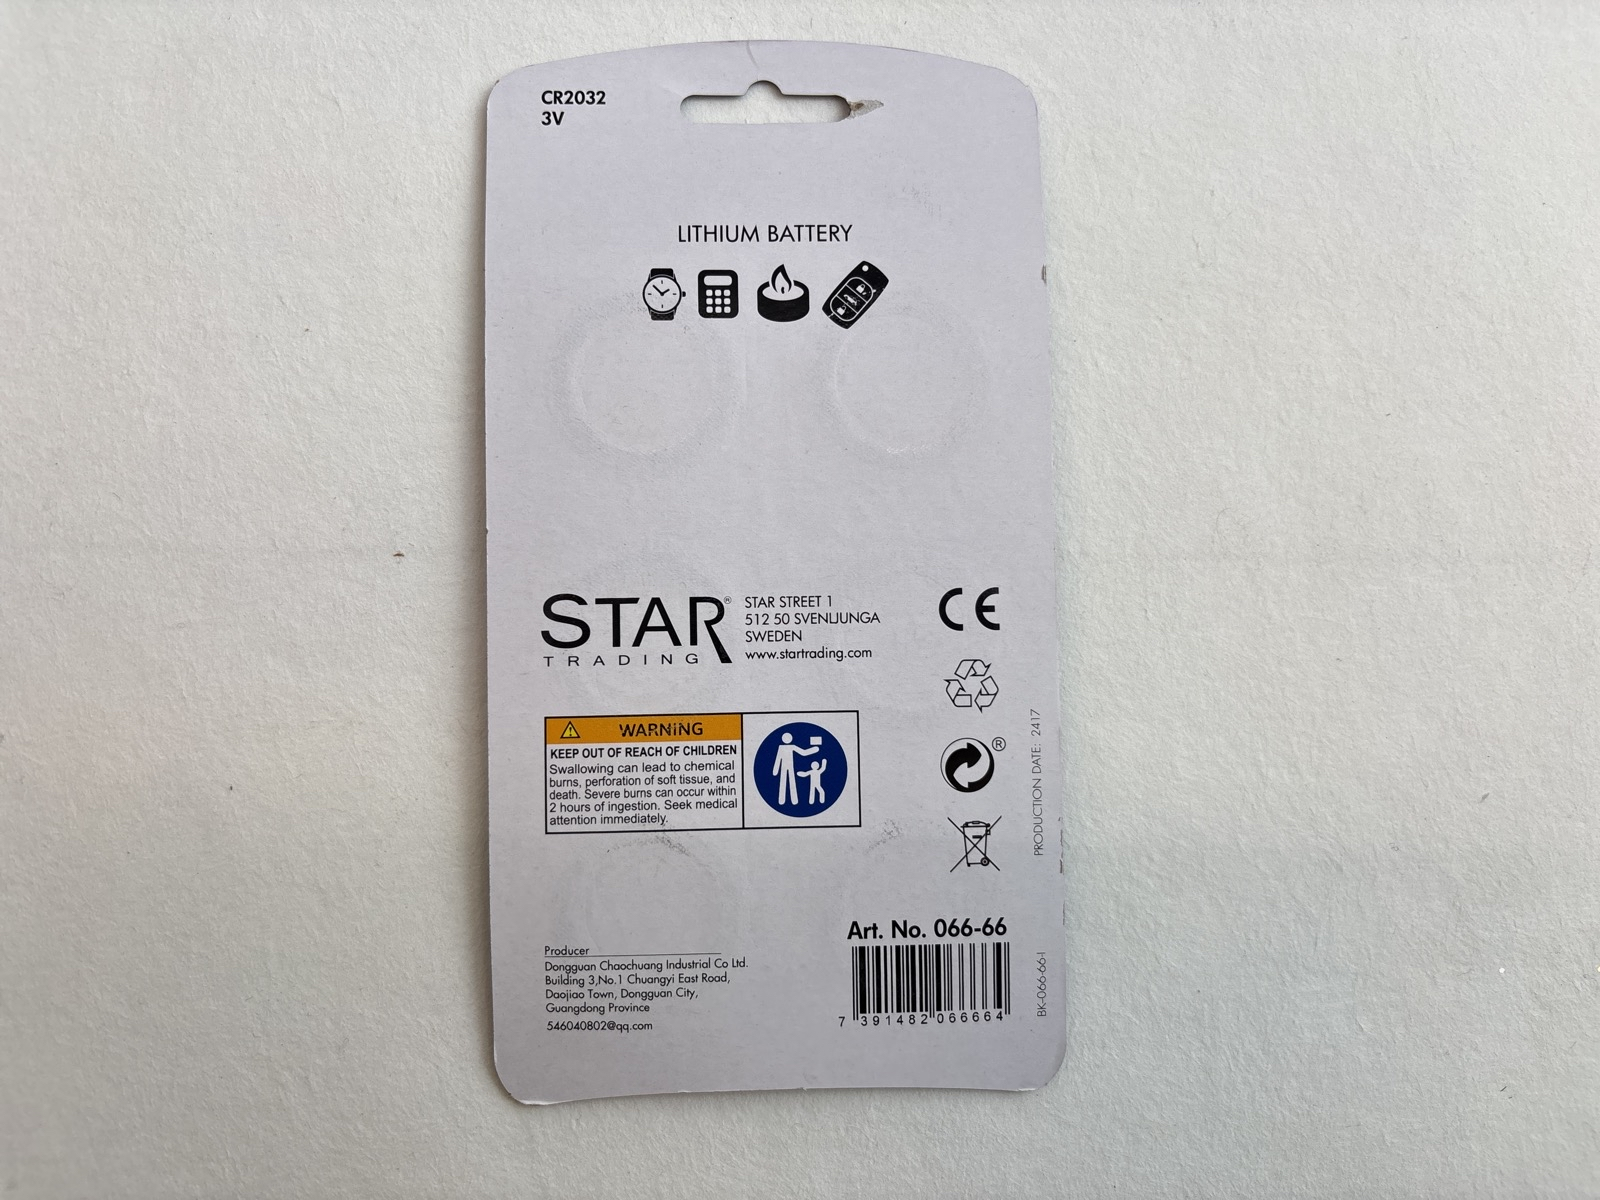 CR2032
3V
LITHIUM BATTERY
STAR®
TRADING
STAR STREET 1
512 50 SVENLJUNGA
SWEDEN
www.startrading.com
CE
WARNING
KEEP OUT OF REACH OF CHILDREN
Swallowing can lead to chemical
burns, perforation of soft tissue, and
death. Severe burns can occur within
2 hours of ingestion. Seek medical
attention immediately.
®
PRODUCTION DATE: 2417
Art. No. 066-66
7 391482 066664
BK-066-66-1
Producer
Dongguan Chaochuang Industrial Co Ltd.
Building 3,No.1 Chuangyi East Road,
Daojiao Town, Dongguan City,
Guangdong Province
546040802@qq.com